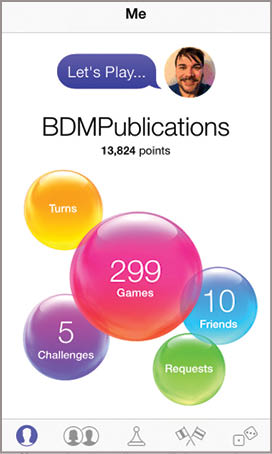 Me
Let's Play...
BDMPublications
13,824 points
Turns
299
Games
10
Friends
5
Challenges
Requests